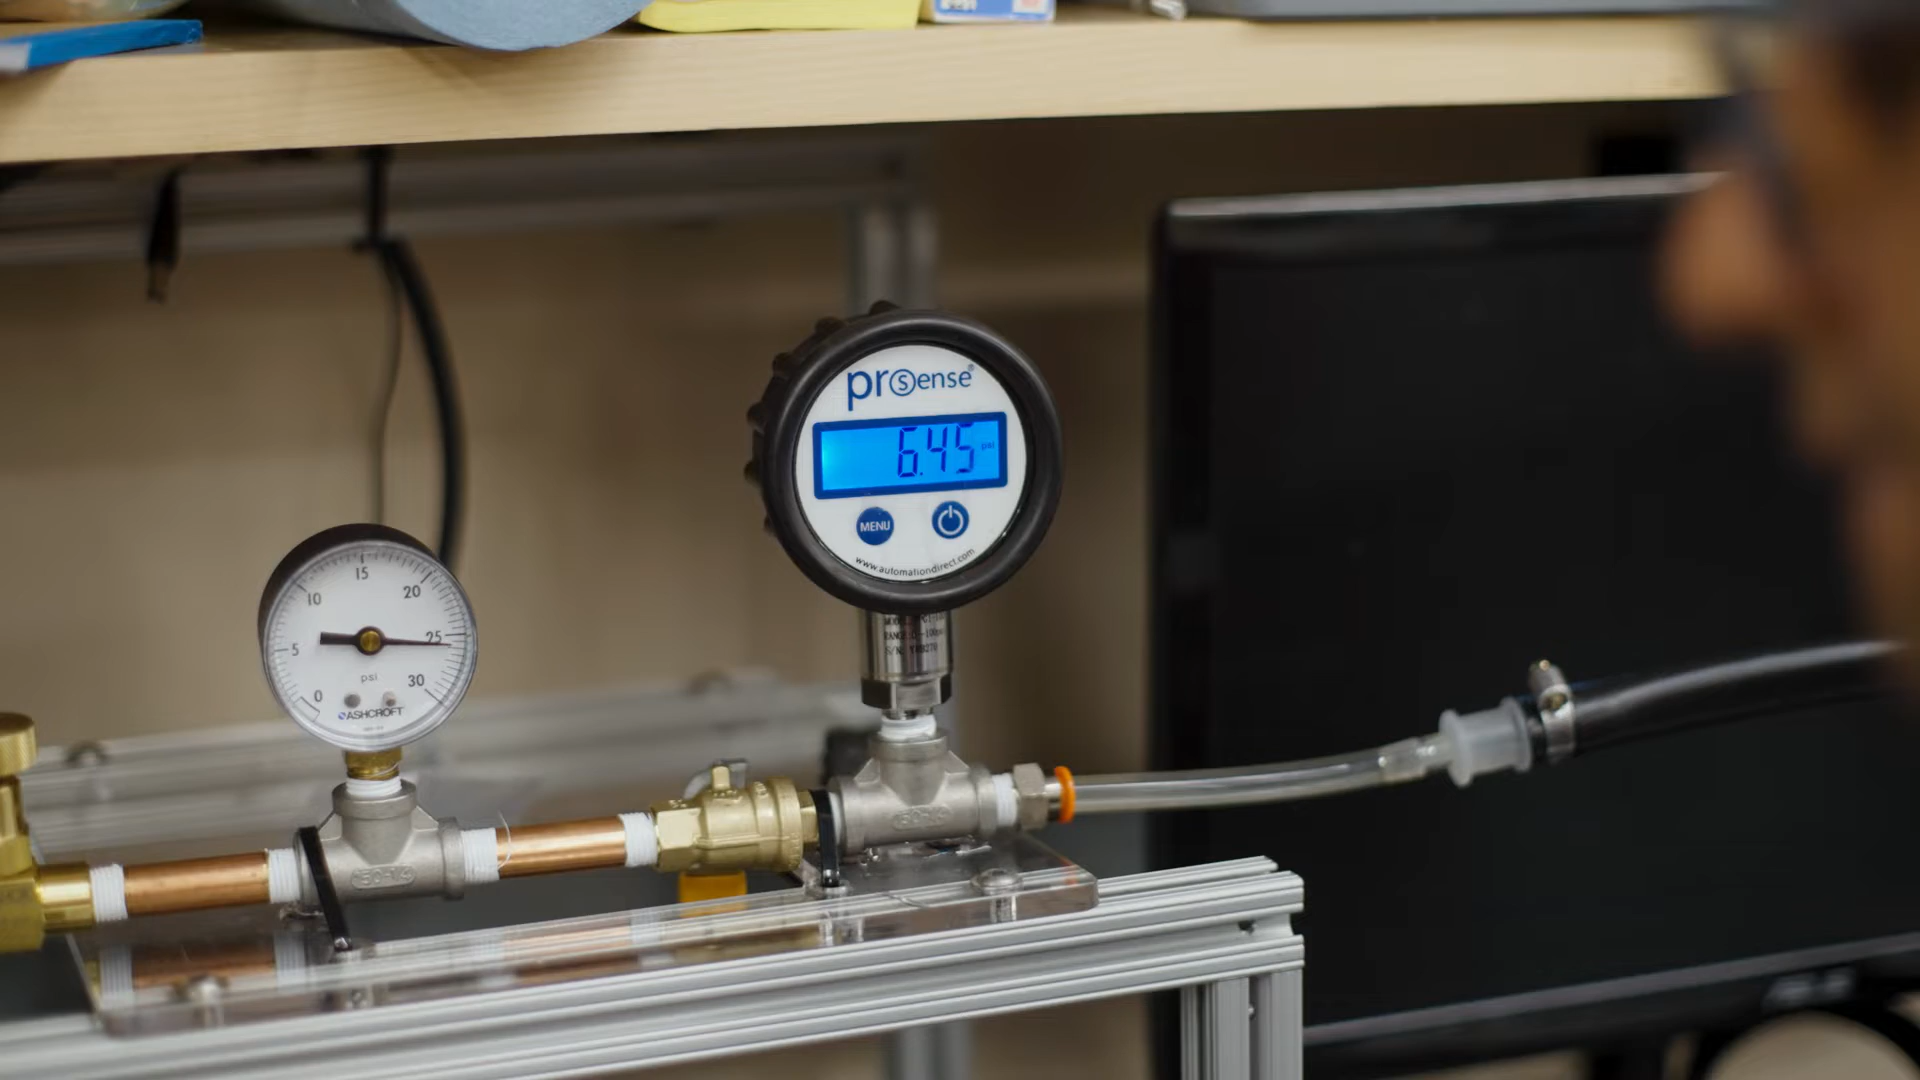 prosense®
6.45 psi
MENU
www.automationdirect.com
S/N:
15
10
20
5
25
psi
0
30
ASHCROFT